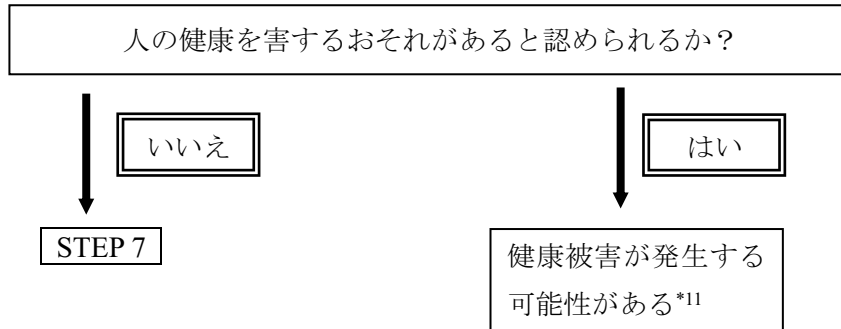 人の健康を害するおそれがあると認められるか？
いいえ
はい
STEP 7
健康被害が発生する
可能性がある*11